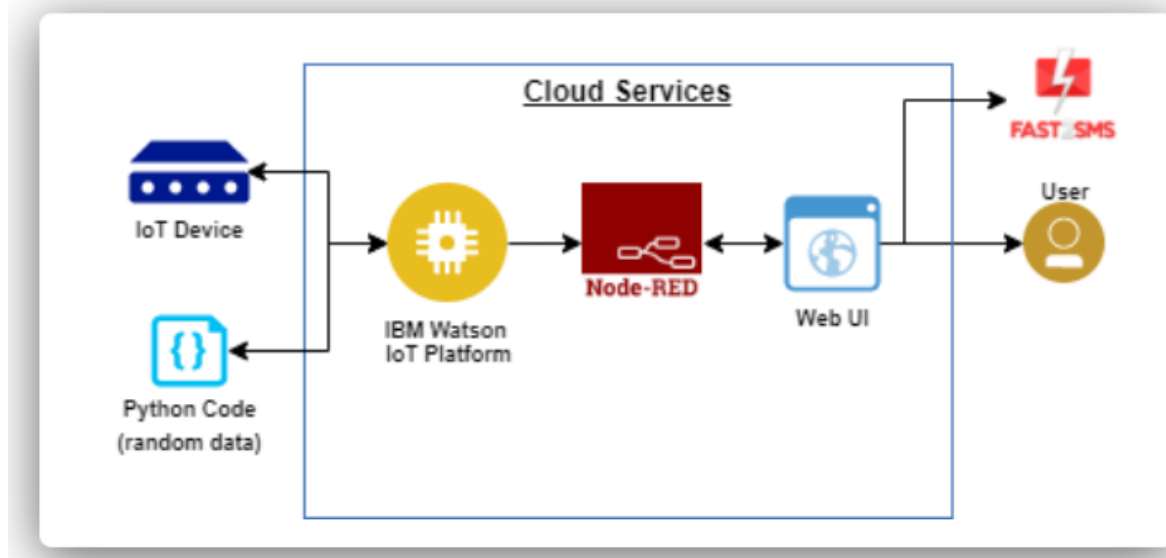 Cloud Services
FAST2SMS
User
IoT Device
Node-RED
Web UI
IBM Watson
IoT Platform
{}
Python Code
(random data)